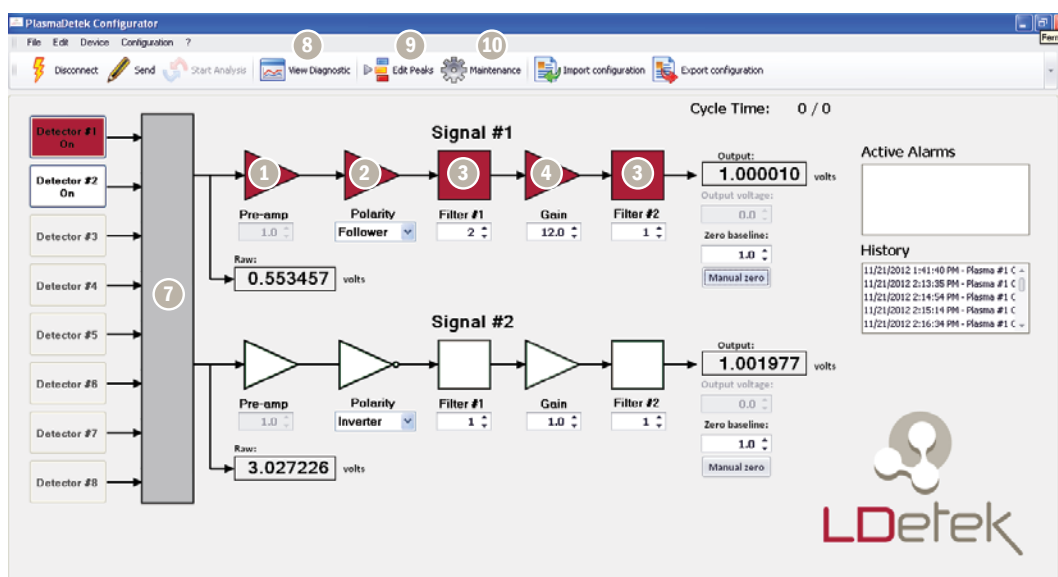 PlasmaDetek Configurator
Ferm
File Edit Device Configuration ?
8 9 10
Disconnect Send Start Analysis View Diagnostic Edit Peaks Maintenance Import configuration Export configuration
Cycle Time: 0 / 0
Detector #1
On
Detector #2
On
Detector #3
Detector #4
Detector #5
Detector #6
Detector #7
Detector #8
7
Signal #1
1 2 3 4 3
Pre-amp
1.0
Polarity
Follower
Filter #1
2
Gain
12.0
Filter #2
1
Raw:
0.553457 volts
Output:
1.000010 volts
Output voltage:
0.0
Zero baseline:
1.0
Manual zero
Signal #2
Pre-amp
1.0
Polarity
Inverter
Filter #1
1
Gain
1.0
Filter #2
1
Raw:
3.027226 volts
Output:
1.001977 volts
Output voltage:
0.0
Zero baseline:
1.0
Manual zero
Active Alarms
History
11/21/2012 1:41:40 PM - Plasma #1 C
11/21/2012 2:13:35 PM - Plasma #1 C
11/21/2012 2:14:54 PM - Plasma #1 C
11/21/2012 2:15:14 PM - Plasma #1 C
11/21/2012 2:16:34 PM - Plasma #1 C
LDetek